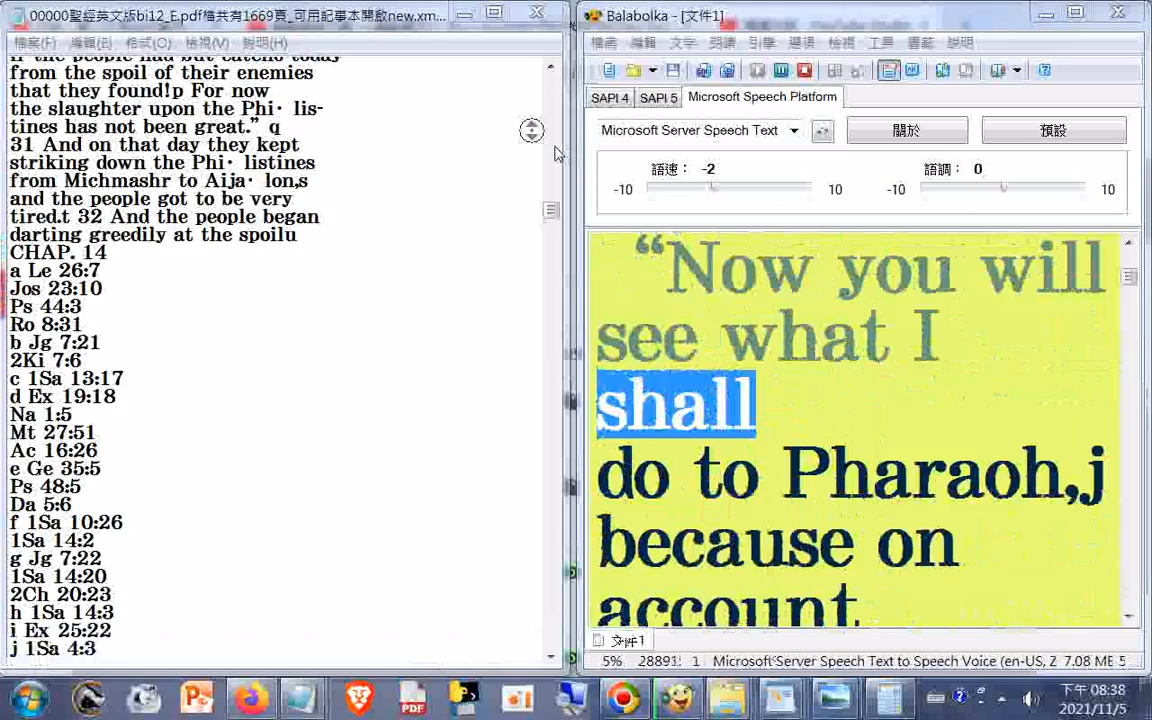 00000聖經英文版bi12_E.pdf檔共有1669頁_可用記事本開啟new.xm...
檔案(F) 編輯(E) 格式(O) 檢視(V) 說明(H)
if the people had but eateno today
from the spoil of their enemies
that they found!p For now
the slaughter upon the Phi· lis-
tines has not been great.” q
31 And on that day they kept
striking down the Phi· listines
from Michmashr to Aija· lon,s
and the people got to be very
tired.t 32 And the people began
darting greedily at the spoilu
CHAP. 14
a Le 26:7
Jos 23:10
Ps 44:3
Ro 8:31
b Jg 7:21
2Ki 7:6
c 1Sa 13:17
d Ex 19:18
Na 1:5
Mt 27:51
Ac 16:26
e Ge 35:5
Ps 48:5
Da 5:6
f 1Sa 10:26
1Sa 14:2
g Jg 7:22
1Sa 14:20
2Ch 20:23
h 1Sa 14:3
i Ex 25:22
j 1Sa 4:3
Balabolka - [文件1]
檔案 編輯 文字 朗讀 引擎 選項 檢視 工具 書籤 說明
SAPI 4 SAPI 5 Microsoft Speech Platform
Microsoft Server Speech Text 關於 預設
語速： -2 語調： 0
-10 10 -10 10
“Now you will
see what I
shall
do to Pharaoh,j
because on
account
文件1
5% 28891: 1 Microsoft Server Speech Text to Speech Voice (en-US, Z 7.08 MB 5
下午 08:38
2021/11/5